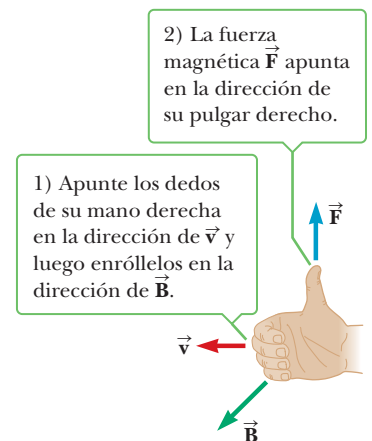 2) La fuerza
magnética F⃗ apunta
en la dirección de
su pulgar derecho.
1) Apunte los dedos
de su mano derecha
en la dirección de v⃗ y
luego enróllelos en la
dirección de B⃗.
F⃗
v⃗
B⃗